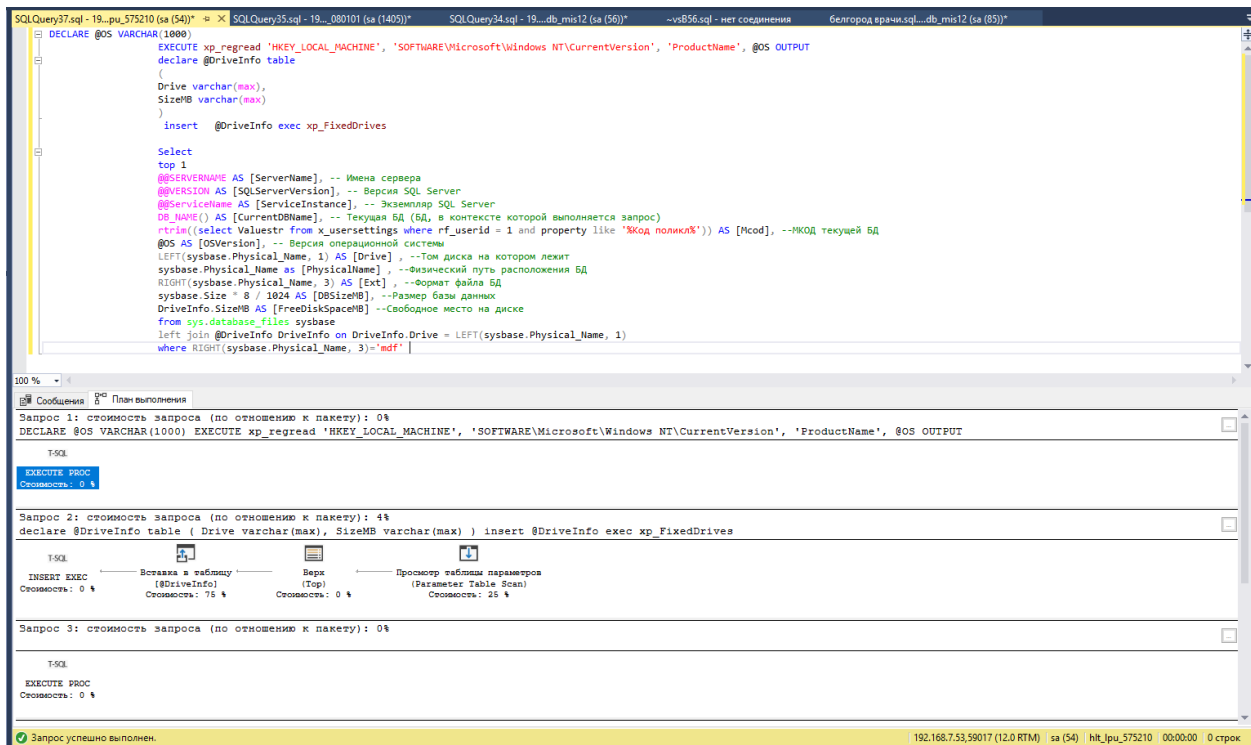 SQLQuery37.sql - 19...pu_575210 (sa (54))* SQLQuery35.sql - 19...._080101 (sa (1405))* SQLQuery34.sql - 19....db_mis12 (sa (56))* ~vsB56.sql - нет соединения белгород врачи.sql....db_mis12 (sa (85))*
DECLARE @OS VARCHAR(1000)
EXECUTE xp_regread 'HKEY_LOCAL_MACHINE', 'SOFTWARE\Microsoft\Windows NT\CurrentVersion', 'ProductName', @OS OUTPUT
declare @DriveInfo table
(
Drive varchar(max),
SizeMB varchar(max)
)
insert @DriveInfo exec xp_FixedDrives
Select
top 1
@@SERVERNAME AS [ServerName], -- Имена сервера
@@VERSION AS [SQLServerVersion], -- Версия SQL Server
@@ServiceName AS [ServiceInstance], -- Экземпляр SQL Server
DB_NAME() AS [CurrentDBName], -- Текущая БД (БД, в контексте которой выполняется запрос)
rtrim((select Valuestr from x_usersettings where rf_userid = 1 and property like '%Код поликл%')) AS [Mcod], --МКОД текущей БД
@OS AS [OSVersion], -- Версия операционной системы
LEFT(sysbase.Physical_Name, 1) AS [Drive] , --Том диска на котором лежит
sysbase.Physical_Name as [PhysicalName] , --Физический путь расположения БД
RIGHT(sysbase.Physical_Name, 3) AS [Ext] , --Формат файла БД
sysbase.Size * 8 / 1024 AS [DBSizeMB], --Размер базы данных
DriveInfo.SizeMB AS [FreeDiskSpaceMB] --Свободное место на диске
from sys.database_files sysbase
left join @DriveInfo DriveInfo on DriveInfo.Drive = LEFT(sysbase.Physical_Name, 1)
where RIGHT(sysbase.Physical_Name, 3)='mdf'
100 %
Сообщения План выполнения
Запрос 1: стоимость запроса (по отношению к пакету): 0%
DECLARE @OS VARCHAR(1000) EXECUTE xp_regread 'HKEY_LOCAL_MACHINE', 'SOFTWARE\Microsoft\Windows NT\CurrentVersion', 'ProductName', @OS OUTPUT
T-SQL
EXECUTE PROC
Стоимость: 0 %
Запрос 2: стоимость запроса (по отношению к пакету): 4%
declare @DriveInfo table ( Drive varchar(max), SizeMB varchar(max) ) insert @DriveInfo exec xp_FixedDrives
T-SQL
INSERT EXEC Вставка в таблицу Верх Просмотр таблицы параметров
Стоимость: 0 % [@DriveInfo] (Top) (Parameter Table Scan)
Стоимость: 75 % Стоимость: 0 % Стоимость: 25 %
Запрос 3: стоимость запроса (по отношению к пакету): 0%
T-SQL
EXECUTE PROC
Стоимость: 0 %
Запрос успешно выполнен. 192.168.7.53,59017 (12.0 RTM) sa (54) hlt_lpu_575210 00:00:00 0 строк